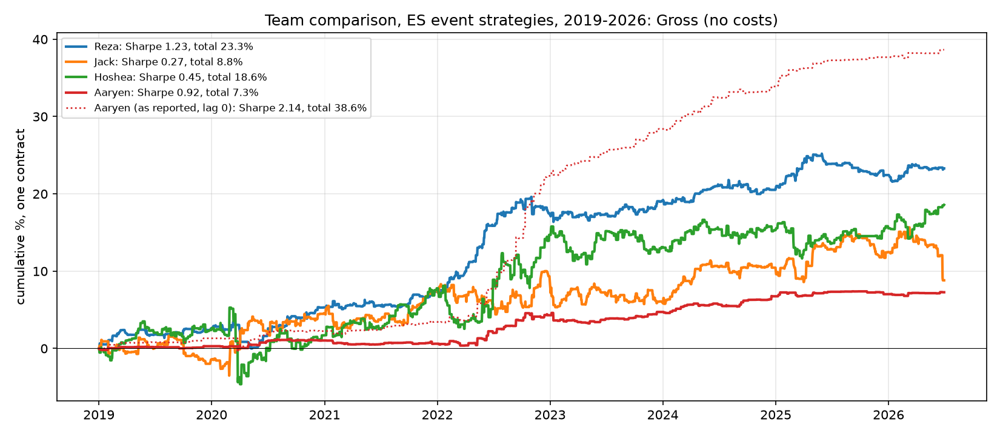 Team comparison, ES event strategies, 2019-2026: Gross (no costs)
Reza: Sharpe 1.23, total 23.3%
Jack: Sharpe 0.27, total 8.8%
Hoshea: Sharpe 0.45, total 18.6%
Aaryen: Sharpe 0.92, total 7.3%
Aaryen (as reported, lag 0): Sharpe 2.14, total 38.6%
cumulative %, one contract
40
30
20
10
0
2019
2020
2021
2022
2023
2024
2025
2026